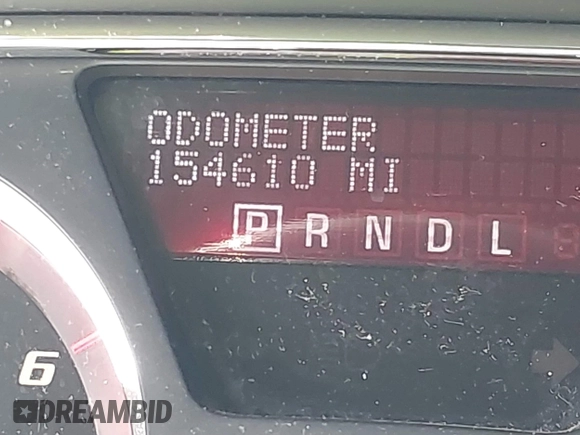 ODOMETER
154610 MI
P R N D L
6
DREAMBID